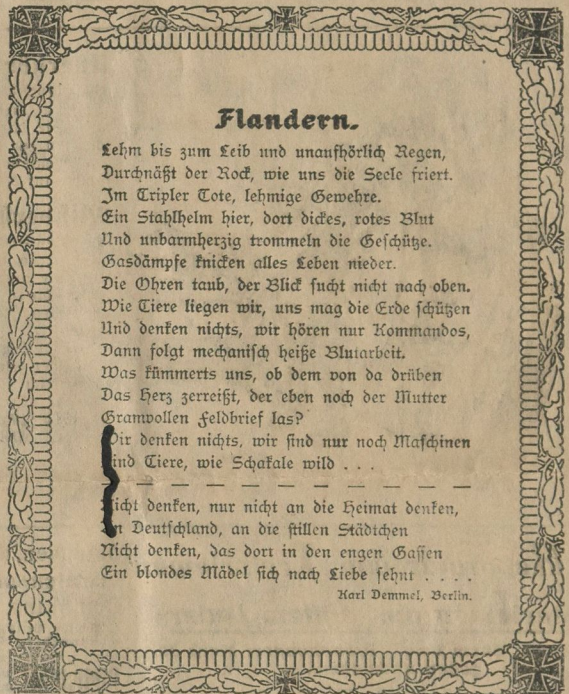 Flandern.
Lehm bis zum Leib und unaufhörlich Regen,
Durchnäßt der Rock, wie uns die Seele friert.
Im Tripler Tote, lehmige Gewehre.
Ein Stahlhelm hier, dort dickes, rotes Blut
Und unbarmherzig trommeln die Geschütze.
Gasdämpfe knicken alles Leben nieder.
Die Ohren taub, der Blick sucht nicht nach oben.
Wie Tiere liegen wir, uns mag die Erde schützen
Und denken nichts, wir hören nur Kommandos,
Dann folgt mechanisch heiße Blutarbeit.
Was kümmerts uns, ob dem von da drüben
Das Herz zerreißt, der eben noch der Mutter
Gramvollen Feldbrief las?
Wir denken nichts, wir sind nur noch Maschinen
Sind Tiere, wie Schakale wild . . .
— — — — — — — — — — —
Nicht denken, nur nicht an die Heimat denken,
An Deutschland, an die stillen Städtchen
Nicht denken, das dort in den engen Gassen
Ein blondes Mädel sich nach Liebe sehnt . . . .
Karl Demmel, Berlin.